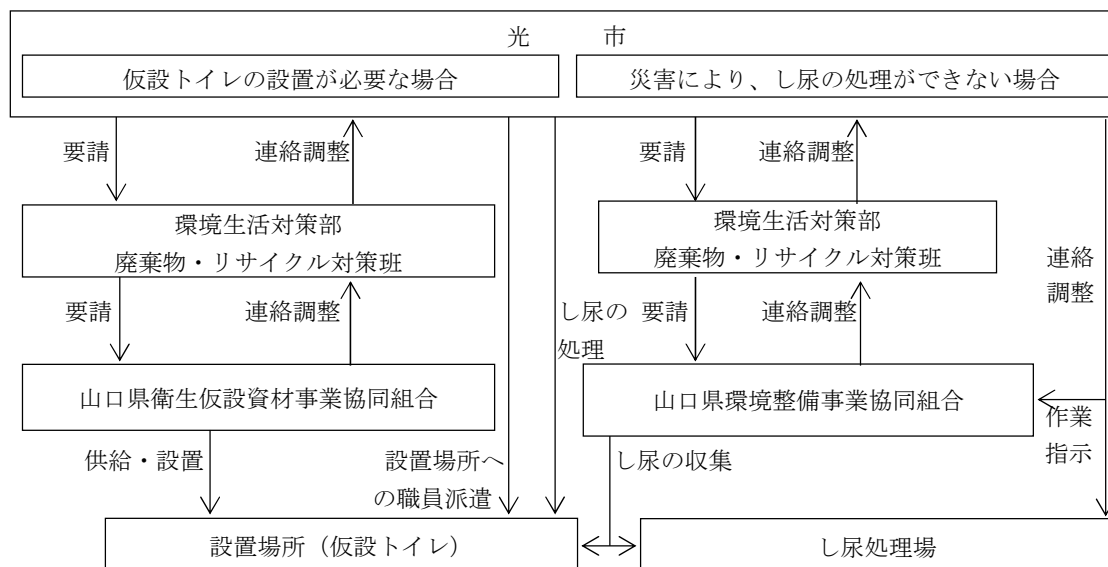 光　　市
仮設トイレの設置が必要な場合
災害により、し尿の処理ができない場合
要請
連絡調整
要請
連絡調整
環境生活対策部
廃棄物・リサイクル対策班
環境生活対策部
廃棄物・リサイクル対策班
連絡
調整
要請
連絡調整
し尿の
処理
要請
連絡調整
山口県衛生仮設資材事業協同組合
山口県環境整備事業協同組合
作業
指示
供給・設置
設置場所へ
の職員派遣
し尿の収集
設置場所（仮設トイレ）
し尿処理場